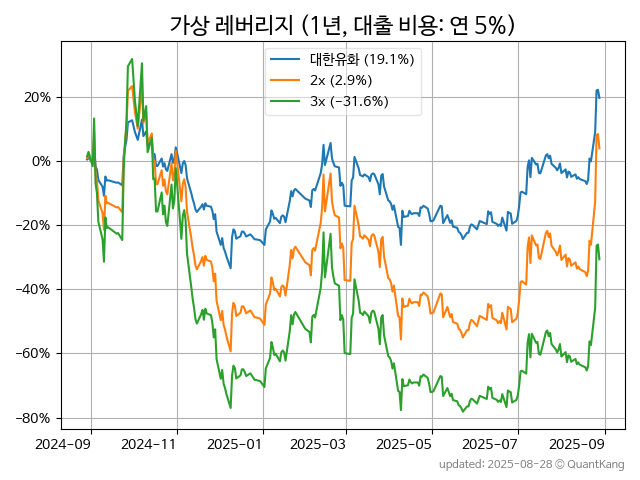 가상 레버리지 (1년, 대출 비용: 연 5%)
대한유화 (19.1%)
2x (2.9%)
3x (−31.6%)
20%
0%
−20%
−40%
−60%
−80%
2024-09 2024-11 2025-01 2025-03 2025-05 2025-07 2025-09
updated: 2025-08-28 © QuantKang